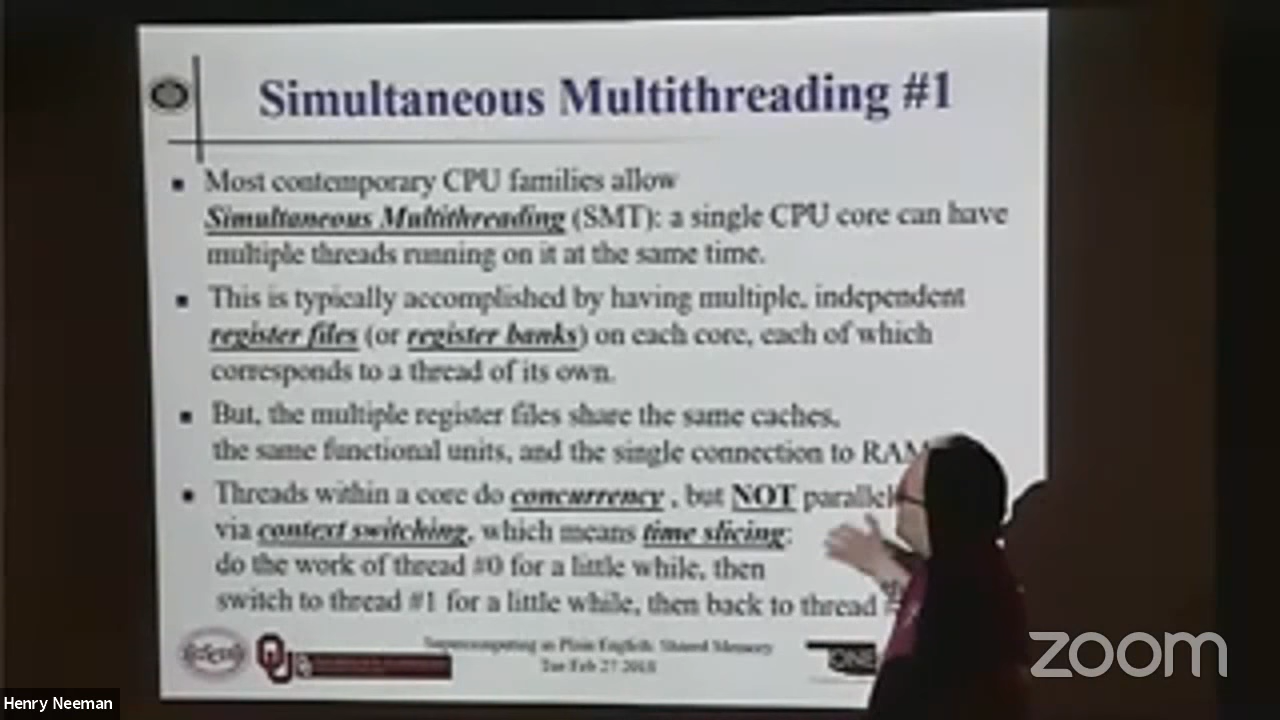 Simultaneous Multithreading #1
Most contemporary CPU families allow
Simultaneous Multithreading (SMT): a single CPU core can have
multiple threads running on it at the same time.
This is typically accomplished by having multiple, independent
register files (or register banks) on each core, each of which
corresponds to a thread of its own.
But, the multiple register files share the same caches,
the same functional units, and the single connection to RAM
Threads within a core do concurrency, but NOT parallel
via context switching, which means time slicing:
do the work of thread #0 for a little while, then
switch to thread #1 for a little while, then back to thread
Supercomputing in Plain English: Shared Memory
Tue Feb 27 2018
zoom
Henry Neeman